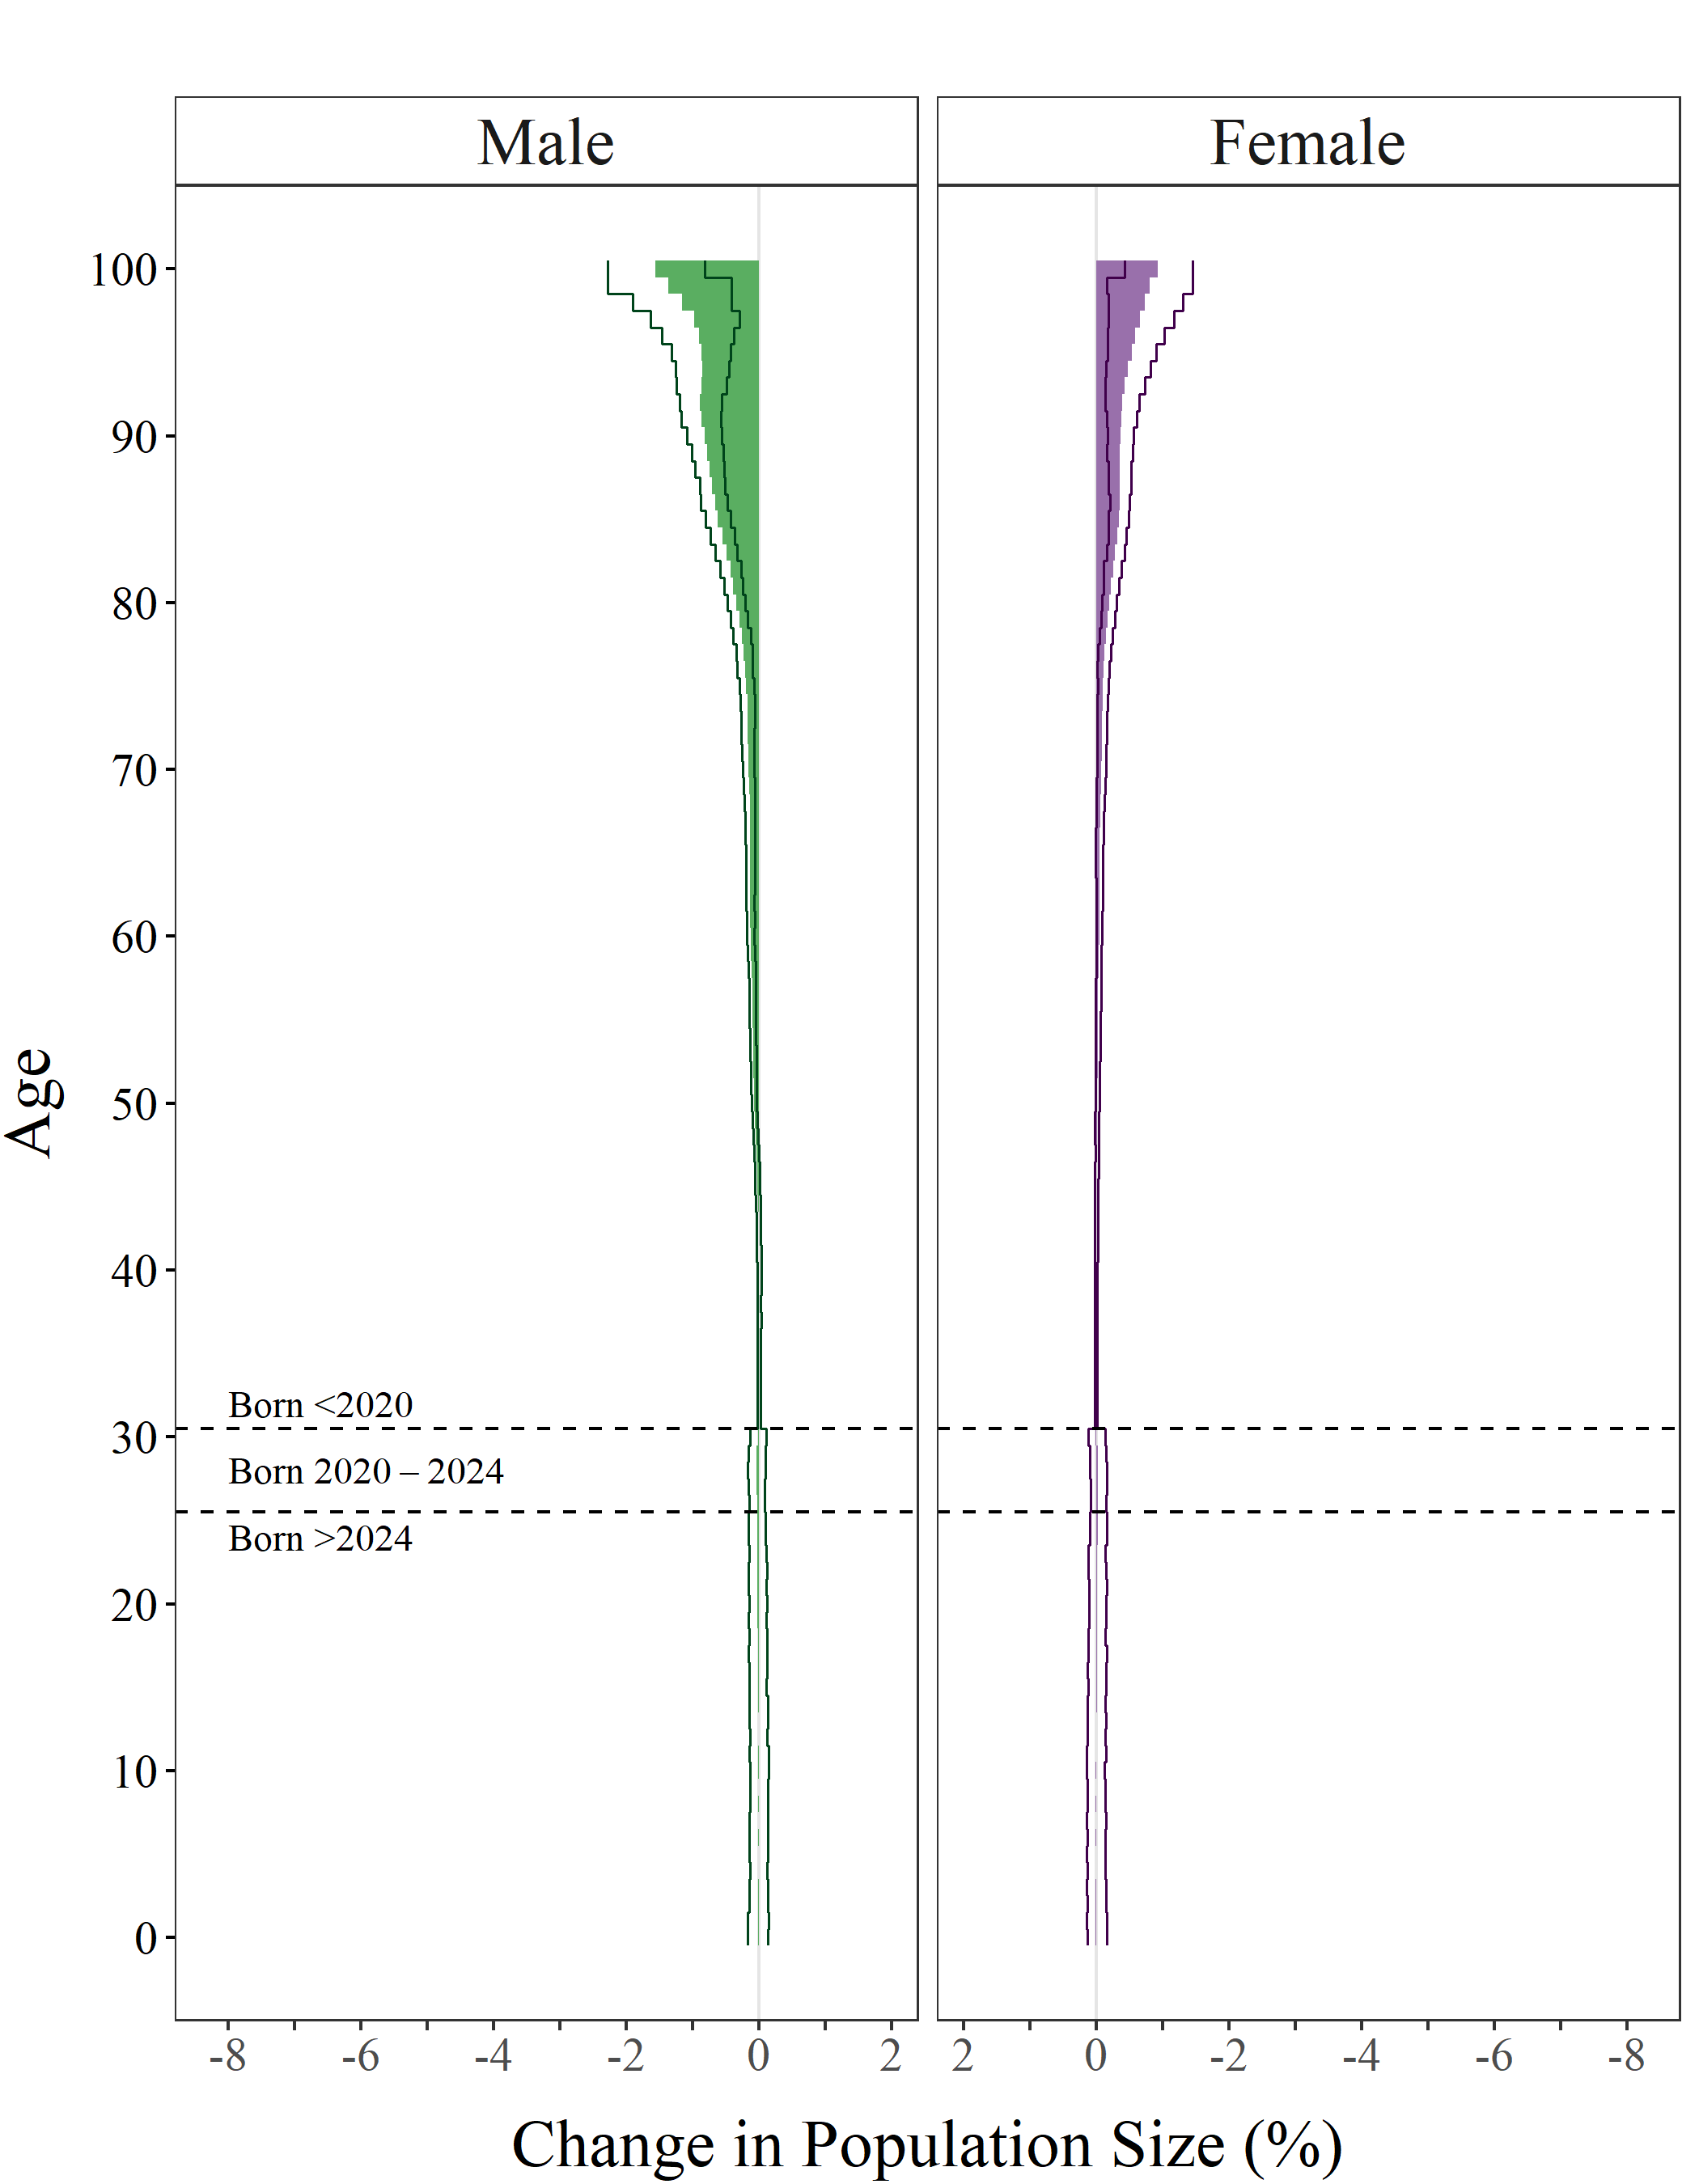 Male
Female
100
90
80
70
60
50
40
30
20
10
0
Age
Born <2020
Born 2020 – 2024
Born >2024
-8 -6 -4 -2 0 2
2 0 -2 -4 -6 -8
Change in Population Size (%)